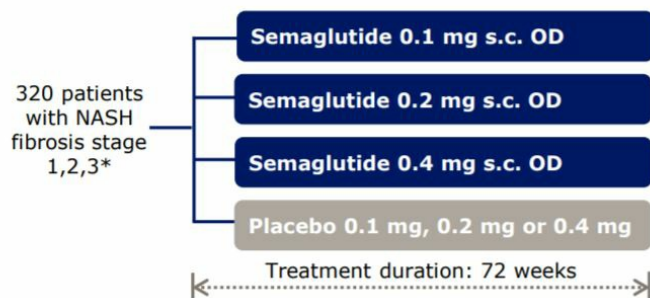 320 patients
with NASH
fibrosis stage
1,2,3*
Semaglutide 0.1 mg s.c. OD
Semaglutide 0.2 mg s.c. OD
Semaglutide 0.4 mg s.c. OD
Placebo 0.1 mg, 0.2 mg or 0.4 mg
Treatment duration: 72 weeks